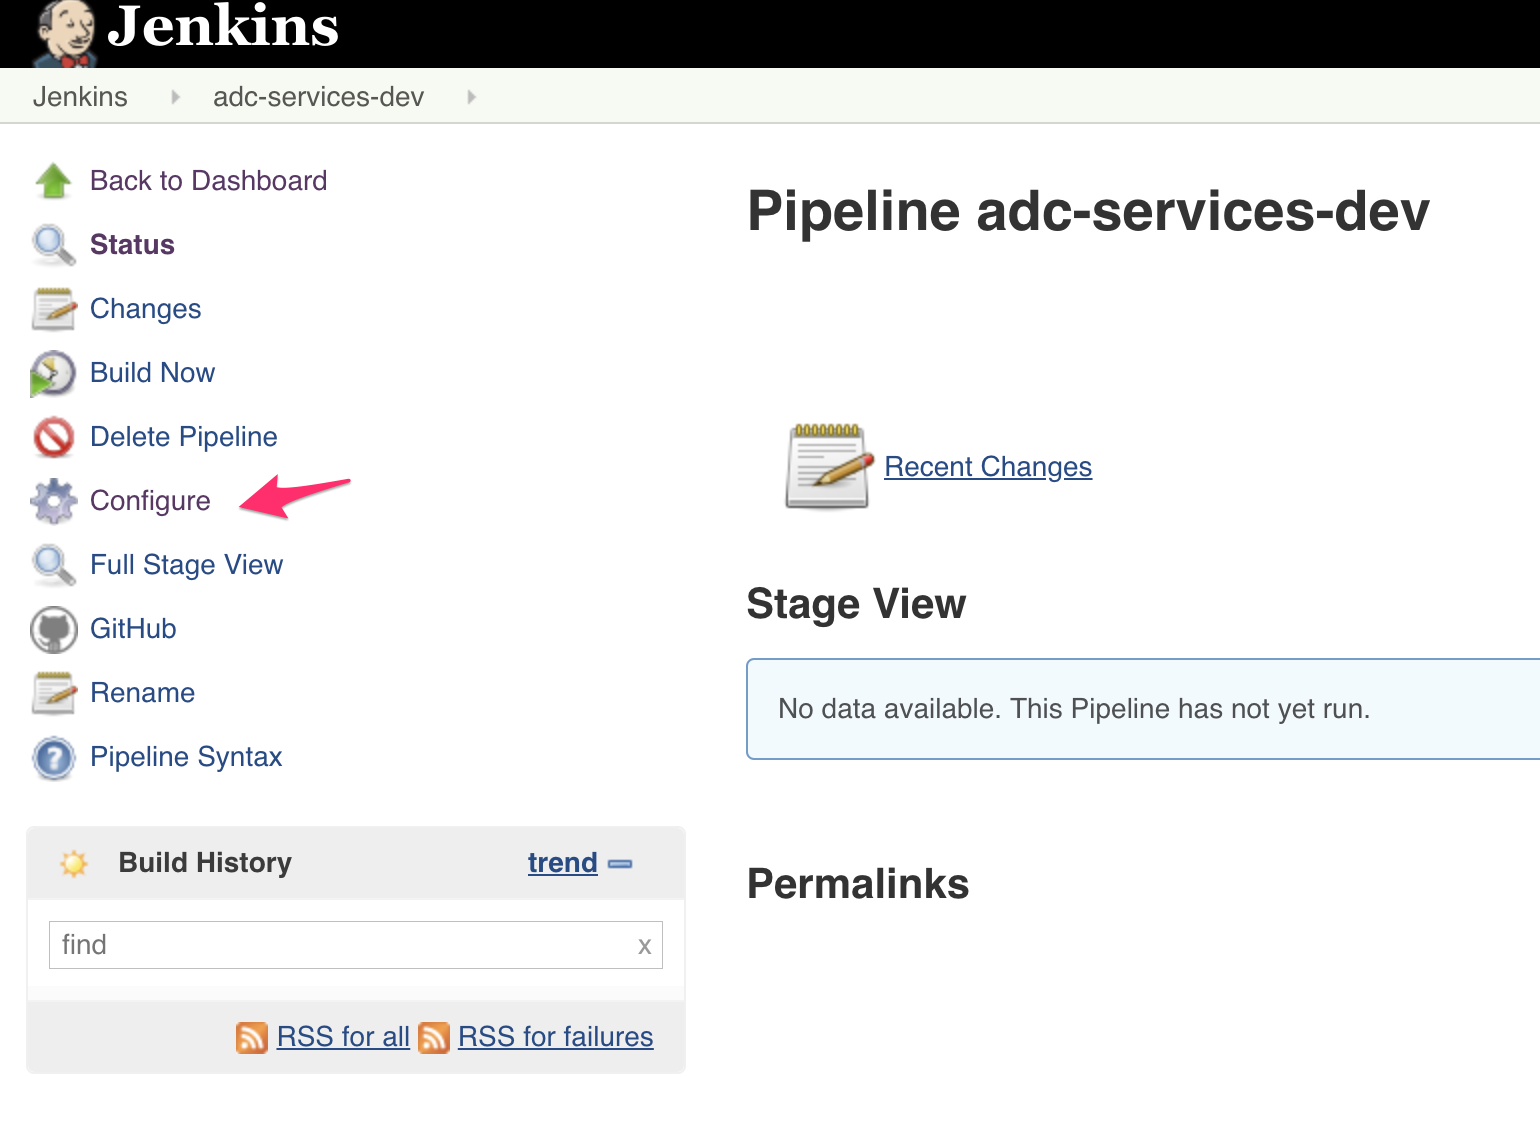 Jenkins
Jenkins
adc-services-dev
Back to Dashboard
Status
Changes
Build Now
Delete Pipeline
Configure
Full Stage View
GitHub
Rename
Pipeline Syntax
Build History
trend
find
x
RSS for all
RSS for failures
Pipeline adc-services-dev
Recent Changes
Stage View
No data available. This Pipeline has not yet run.
Permalinks